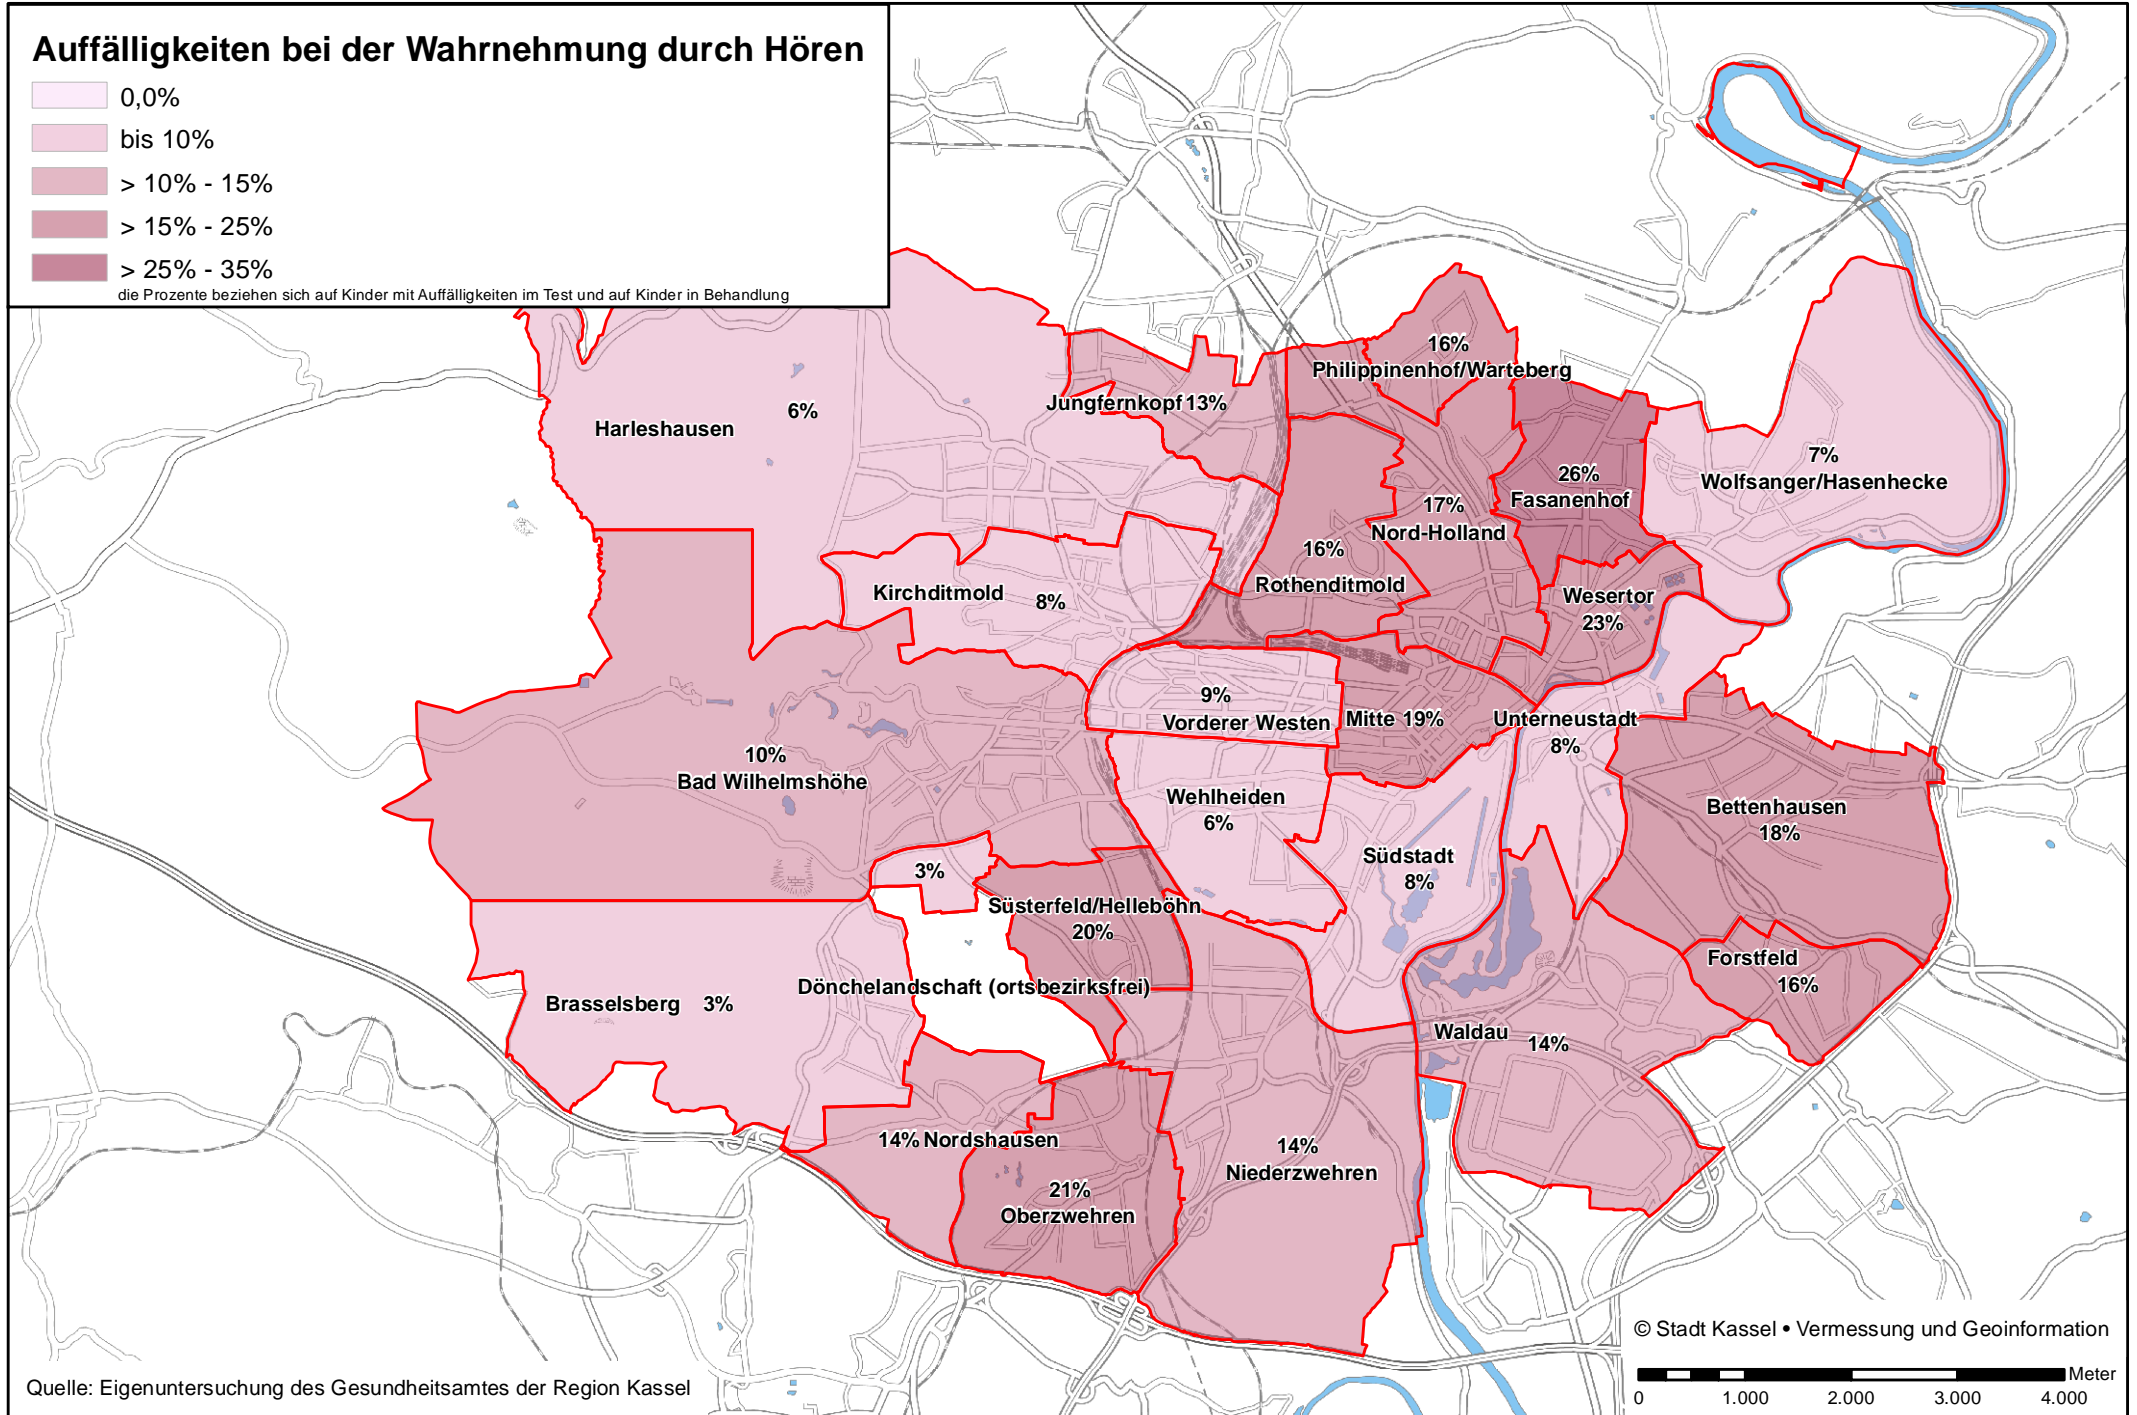 Auffälligkeiten bei der Wahrnehmung durch Hören
0,0%
bis 10%
> 10% - 15%
> 15% - 25%
> 25% - 35%
die Prozente beziehen sich auf Kinder mit Auffälligkeiten im Test und auf Kinder in Behandlung
16%
Philippinenhof/Warteberg
Jungfernkopf 13%
6%
Harleshausen
7%
Wolfsanger/Hasenhecke
26%
Fasanenhof
17%
Nord-Holland
16%
Rothenditmold
Kirchditmold 8%
Wesertor
23%
9%
Vorderer Westen
Mitte 19%
Unterneustadt
8%
10%
Bad Wilhelmshöhe
Wehlheiden
6%
Bettenhausen
18%
Südstadt
8%
3%
Süsterfeld/Helleböhn
20%
Forstfeld
16%
Dönchelandschaft (ortsbezirksfrei)
Brasselsberg 3%
Waldau 14%
14% Nordshausen
14%
Niederzwehren
21%
Oberzwehren
© Stadt Kassel • Vermessung und Geoinformation
Meter
0 1.000 2.000 3.000 4.000
Quelle: Eigenuntersuchung des Gesundheitsamtes der Region Kassel